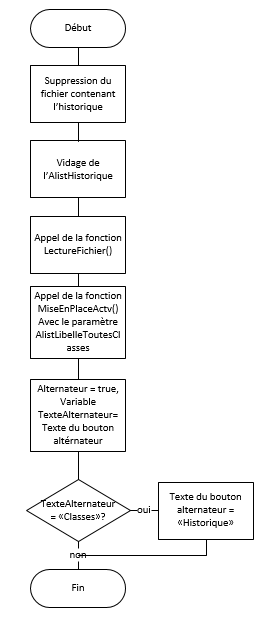 Début
Suppression du
fichier contenant
l'historique
Vidage de
l'AlistHistorique
Appel de la fonction
LectureFichier()
Appel de la fonction
MiseEnPlaceActv()
Avec le paramètre
AlistLibelleToutesCl
asses
Alternateur = true,
Variable
TexteAlternateur=
Texte du bouton
altérnateur
TexteAlternateur
= «Classes»?
oui
Texte du bouton
alternateur =
«Historique»
non
Fin